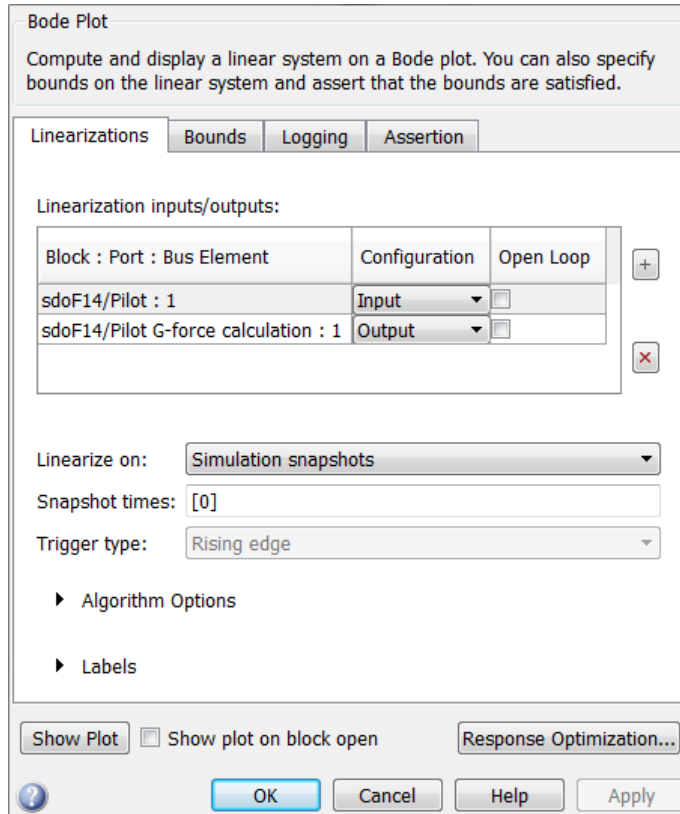 Bode Plot
Compute and display a linear system on a Bode plot. You can also specify
bounds on the linear system and assert that the bounds are satisfied.
Linearizations Bounds Logging Assertion
Linearization inputs/outputs:
Block : Port : Bus Element Configuration Open Loop
sdoF14/Pilot : 1 Input
sdoF14/Pilot G-force calculation : 1 Output
Linearize on: Simulation snapshots
Snapshot times: [0]
Trigger type: Rising edge
Algorithm Options
Labels
Show Plot Show plot on block open Response Optimization...
OK Cancel Help Apply